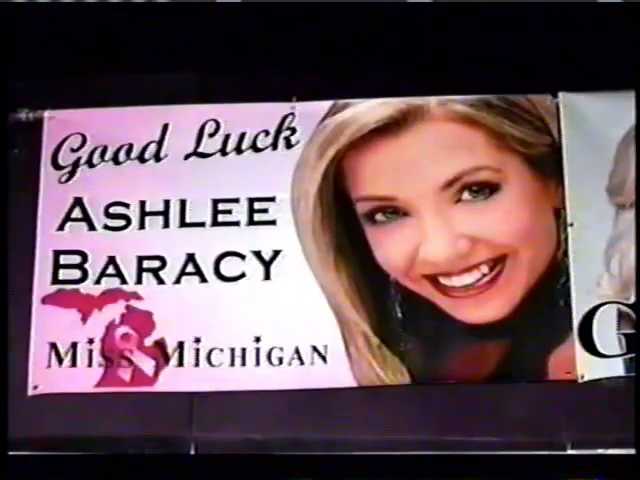 Good Luck
ASHLEE
BARACY
MISS MICHIGAN
G